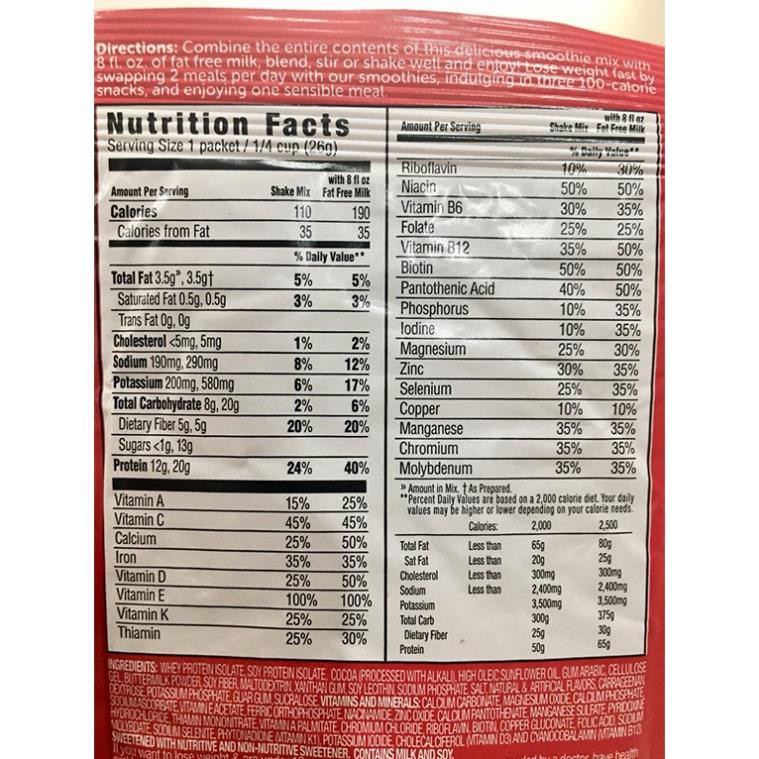 Directions: Combine the entire contents of this delicious smoothie mix with
8 fl. oz. of fat free milk, blend, stir or shake well and enjoy! Lose weight fast by
swapping 2 meals per day with our smoothies, indulging in three 100-calorie
snacks, and enjoying one sensible meal.
Nutrition Facts
Serving Size 1 packet / 1/4 cup (26g)
with 8 fl oz
Amount Per Serving Shake Mix Fat Free Milk
Calories 110 190
Calories from Fat 35 35
% Daily Value**
Total Fat 3.5g», 3.5g† 5% 5%
Saturated Fat 0.5g, 0.5g 3% 3%
Trans Fat 0g, 0g
Cholesterol <5mg, 5mg 1% 2%
Sodium 190mg, 290mg 8% 12%
Potassium 200mg, 580mg 6% 17%
Total Carbohydrate 8g, 20g 2% 6%
Dietary Fiber 5g, 5g 20% 20%
Sugars <1g, 13g
Protein 12g, 20g 24% 40%
Vitamin A 15% 25%
Vitamin C 45% 45%
Calcium 25% 50%
Iron 35% 35%
Vitamin D 25% 50%
Vitamin E 100% 100%
Vitamin K 25% 25%
Thiamin 25% 30%
with 8 fl oz
Amount Per Serving Shake Mix Fat Free Milk
% Daily Value**
Riboflavin 10% 30%
Niacin 50% 50%
Vitamin B6 30% 35%
Folate 25% 25%
Vitamin B12 35% 50%
Biotin 50% 50%
Pantothenic Acid 40% 50%
Phosphorus 10% 35%
Iodine 10% 35%
Magnesium 25% 30%
Zinc 30% 35%
Selenium 25% 35%
Copper 10% 10%
Manganese 35% 35%
Chromium 35% 35%
Molybdenum 35% 35%
» Amount in Mix. † As Prepared.
**Percent Daily Values are based on a 2,000 calorie diet. Your daily
values may be higher or lower depending on your calorie needs.
Calories: 2,000 2,500
Total Fat Less than 65g 80g
Sat Fat Less than 20g 25g
Cholesterol Less than 300mg 300mg
Sodium Less than 2,400mg 2,400mg
Potassium 3,500mg 3,500mg
Total Carb 300g 375g
Dietary Fiber 25g 30g
Protein 50g 65g
INGREDIENTS: WHEY PROTEIN ISOLATE, SOY PROTEIN ISOLATE, COCOA (PROCESSED WITH ALKALI), HIGH OLEIC SUNFLOWER OIL, GUM ARABIC, CELLULOSE
GEL, BUTTERMILK POWDER, SOY FIBER, MALTODEXTRIN, XANTHAN GUM, SOY LECITHIN, SODIUM PHOSPHATE, SALT, NATURAL & ARTIFICIAL FLAVORS, CARRAGEENAN,
DEXTROSE, POTASSIUM PHOSPHATE, GUAR GUM, SUCRALOSE. VITAMINS AND MINERALS: CALCIUM CARBONATE, MAGNESIUM OXIDE, CALCIUM PHOSPHATE,
SODIUM ASCORBATE, VITAMIN E ACETATE, FERRIC ORTHOPHOSPHATE, NIACINAMIDE, ZINC OXIDE, CALCIUM PANTOTHENATE, MANGANESE SULFATE, PYRIDOXINE
HYDROCHLORIDE, THIAMIN MONONITRATE, VITAMIN A PALMITATE, CHROMIUM CHLORIDE, RIBOFLAVIN, BIOTIN, COPPER GLUCONATE, FOLIC ACID, SODIUM
MOLYBDATE, SODIUM SELENITE, PHYTONADIONE (VITAMIN K1), POTASSIUM IODIDE, CHOLECALCIFEROL (VITAMIN D3) AND CYANOCOBALAMIN (VITAMIN B12).
SWEETENED WITH NUTRITIVE AND NON-NUTRITIVE SWEETENER. CONTAINS MILK AND SOY.
If you want to lose weight have health